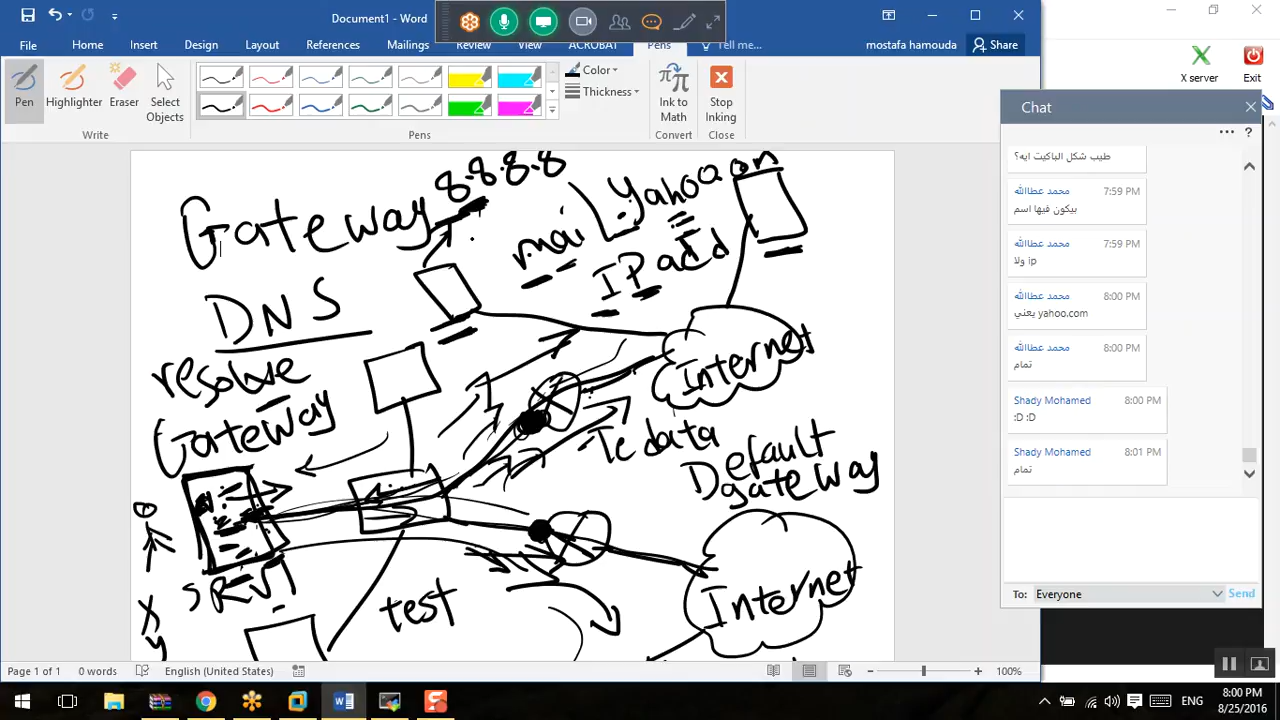 Document1 - Word
File
Home
Insert
Design
Layout
References
Mailings
Review
View
ACROBAT
Pens
Tell me...
mostafa hamouda
Share
Pen
Highlighter
Eraser
Select
Objects
Color
Thickness
Ink to
Math
Stop
Inking
Write
Pens
Convert
Close
X server
Exit
Chat
طيب شكل الباكيت ايه؟
محمد عطاالله 7:59 PM
بيكون فيها اسم
محمد عطاالله 7:59 PM
ولا ip
محمد عطاالله 8:00 PM
يعني yahoo.com
محمد عطاالله 8:00 PM
تمام
Shady Mohamed 8:00 PM
:D :D
Shady Mohamed 8:01 PM
تمام
To: Everyone
Send
8.8.8.8
Gateway
mai
IP add
DNS
resolve
Gateway
Internet
Te data
Default
gateway
SRV1
test
Internet
X
y
Page 1 of 1
0 words
English (United States)
100%
ENG
8:00 PM
8/25/2016